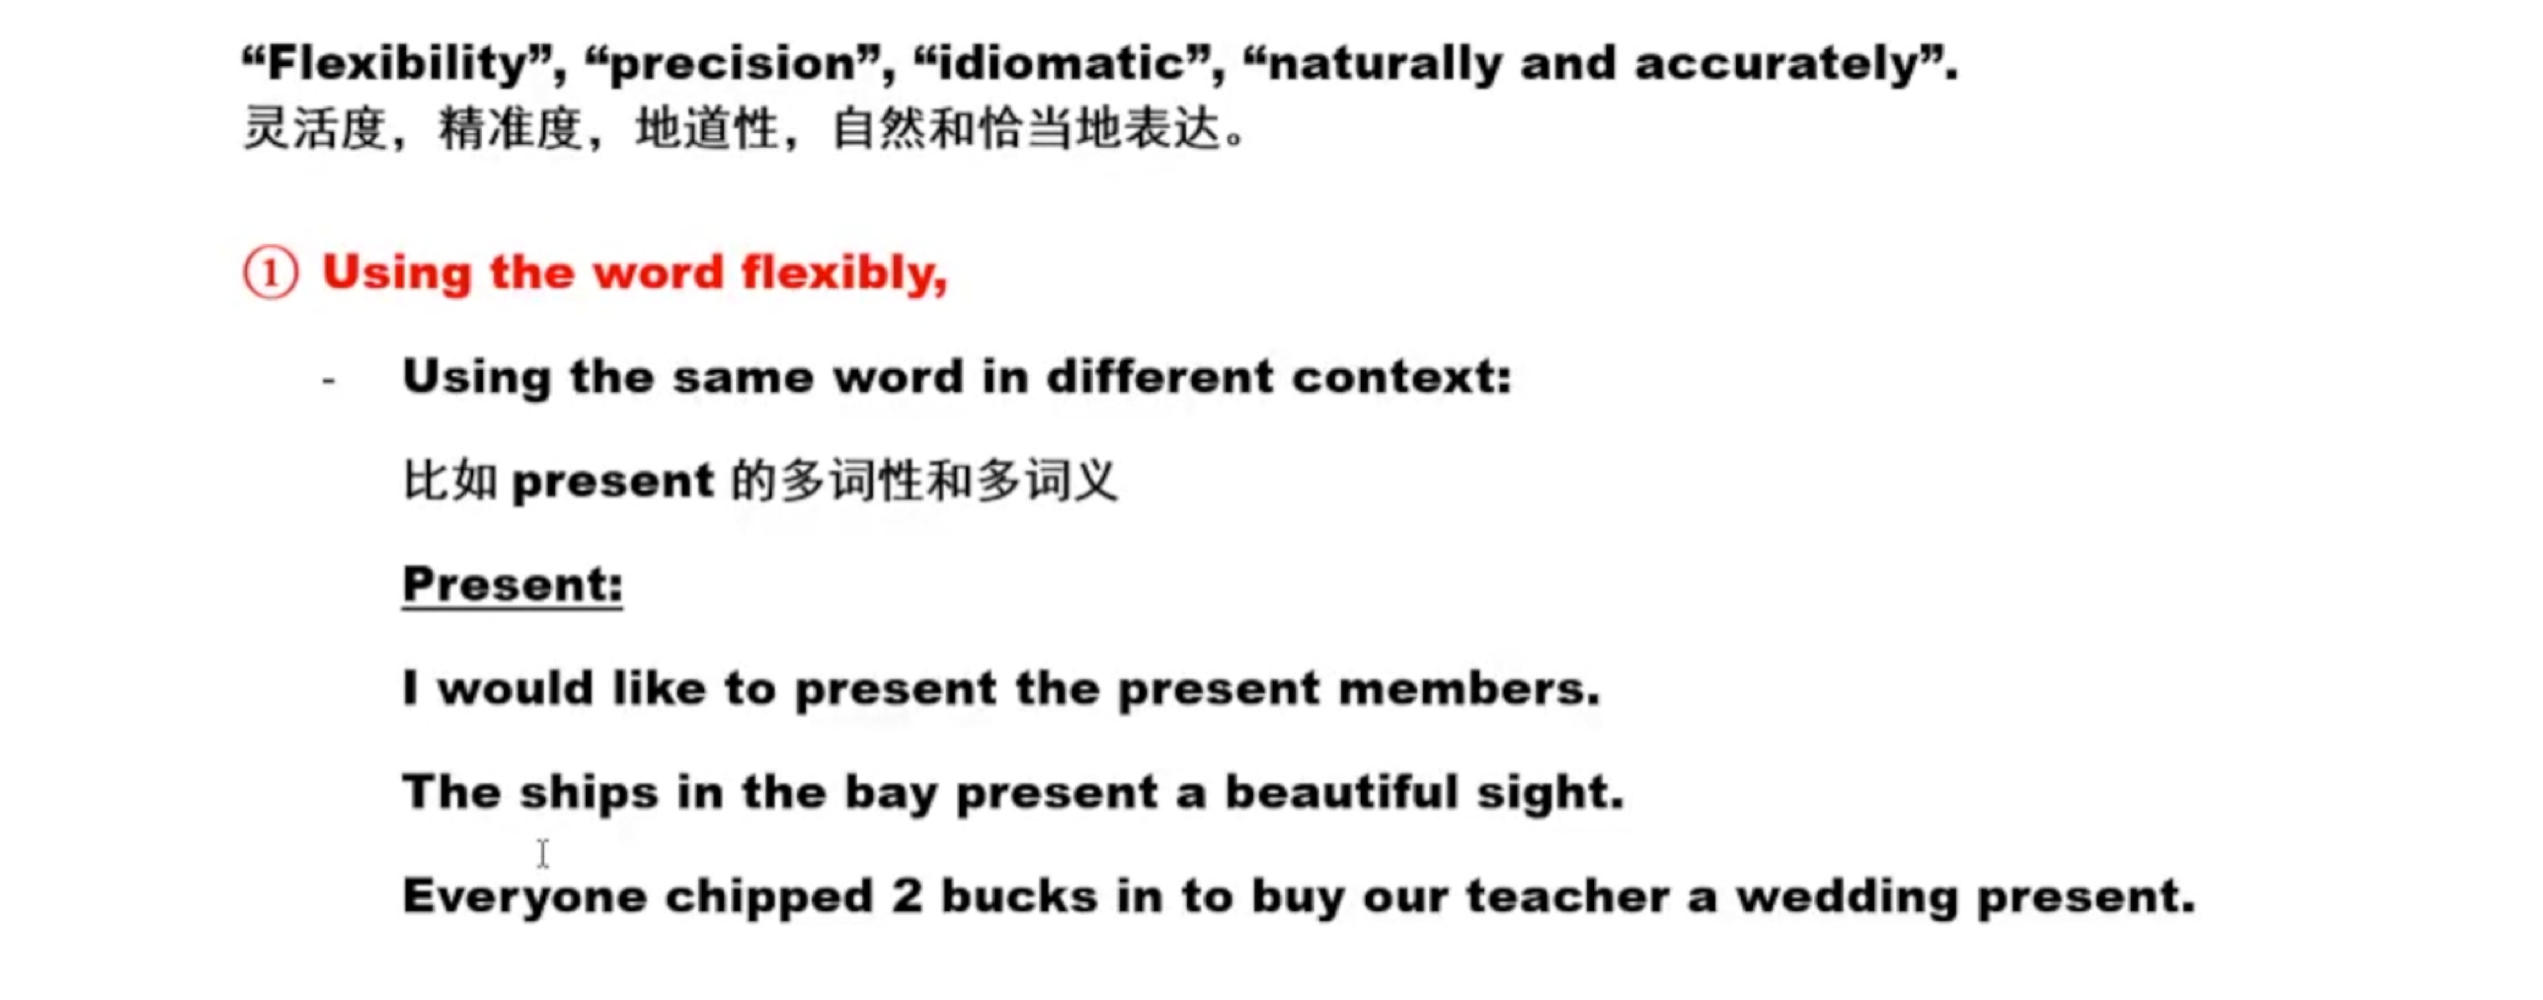 “Flexibility”, “precision”, “idiomatic”, “naturally and accurately”.
灵活度，精准度，地道性，自然和恰当地表达。
① Using the word flexibly,
- Using the same word in different context:
比如 present 的多词性和多词义
Present:
I would like to present the present members.
The ships in the bay present a beautiful sight.
Everyone chipped 2 bucks in to buy our teacher a wedding present.